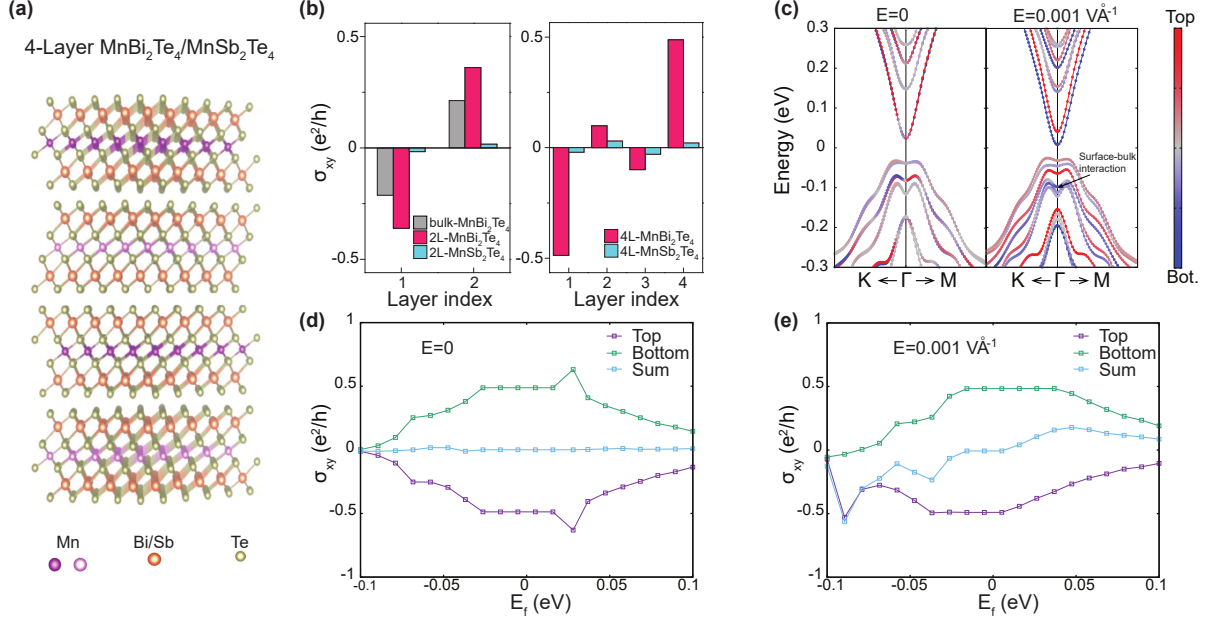 (a)
4-Layer MnBi₂Te₄/MnSb₂Te₄
Mn
Bi/Sb
Te
(b)
σxy (e²/h)
0.5
0
-0.5
bulk-MnBi₂Te₄
2L-MnBi₂Te₄
2L-MnSb₂Te₄
1
2
Layer index
0.5
0
-0.5
4L-MnBi₂Te₄
4L-MnSb₂Te₄
1
2
3
4
Layer index
(c)
E=0
E=0.001 VÅ⁻¹
Top
Bot.
Energy (eV)
0.3
0.2
0.1
0
-0.1
-0.2
-0.3
Surface-bulk
interaction
K ← Γ → M
K ← Γ → M
(d)
E=0
Top
Bottom
Sum
σxy (e²/h)
1
0.5
0
-0.5
-1
-0.1
-0.05
0
0.05
0.1
Ef (eV)
(e)
E=0.001 VÅ⁻¹
Top
Bottom
Sum
σxy (e²/h)
1
0.5
0
-0.5
-1
-0.1
-0.05
0
0.05
0.1
Ef (eV)